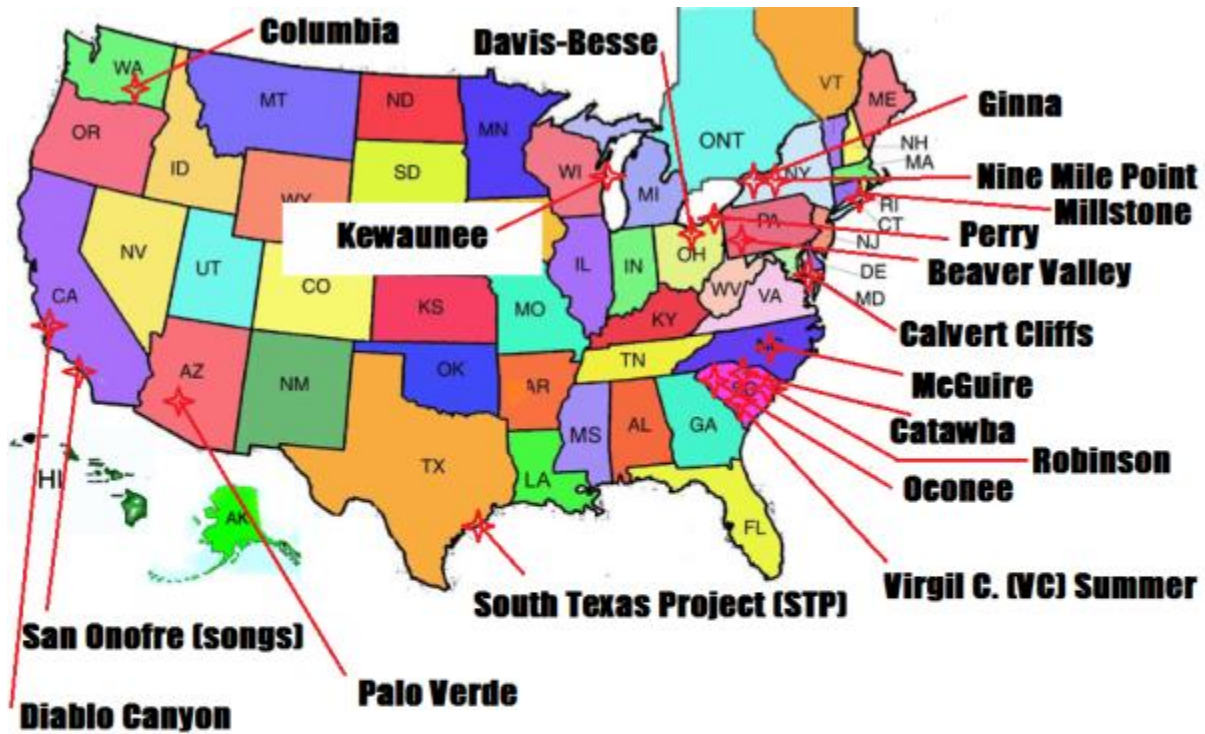 Columbia
Davis-Besse
Ginna
Nine Mile Point
Millstone
Perry
Beaver Valley
Calvert Cliffs
McGuire
Catawba
Robinson
Oconee
Virgil C. (VC) Summer
South Texas Project (STP)
Palo Verde
San Onofre (songs)
Diablo Canyon
Kewaunee
WA
OR
ID
MT
ND
MN
SD
WY
WI
MI
ONT
VT
ME
NH
MA
NY
RI
CT
NJ
DE
MD
PA
OH
IN
IL
WV
VA
KY
NV
UT
CO
KS
MO
CA
AZ
NM
OK
AR
TN
SC
MS
AL
GA
TX
LA
FL
HI
AK